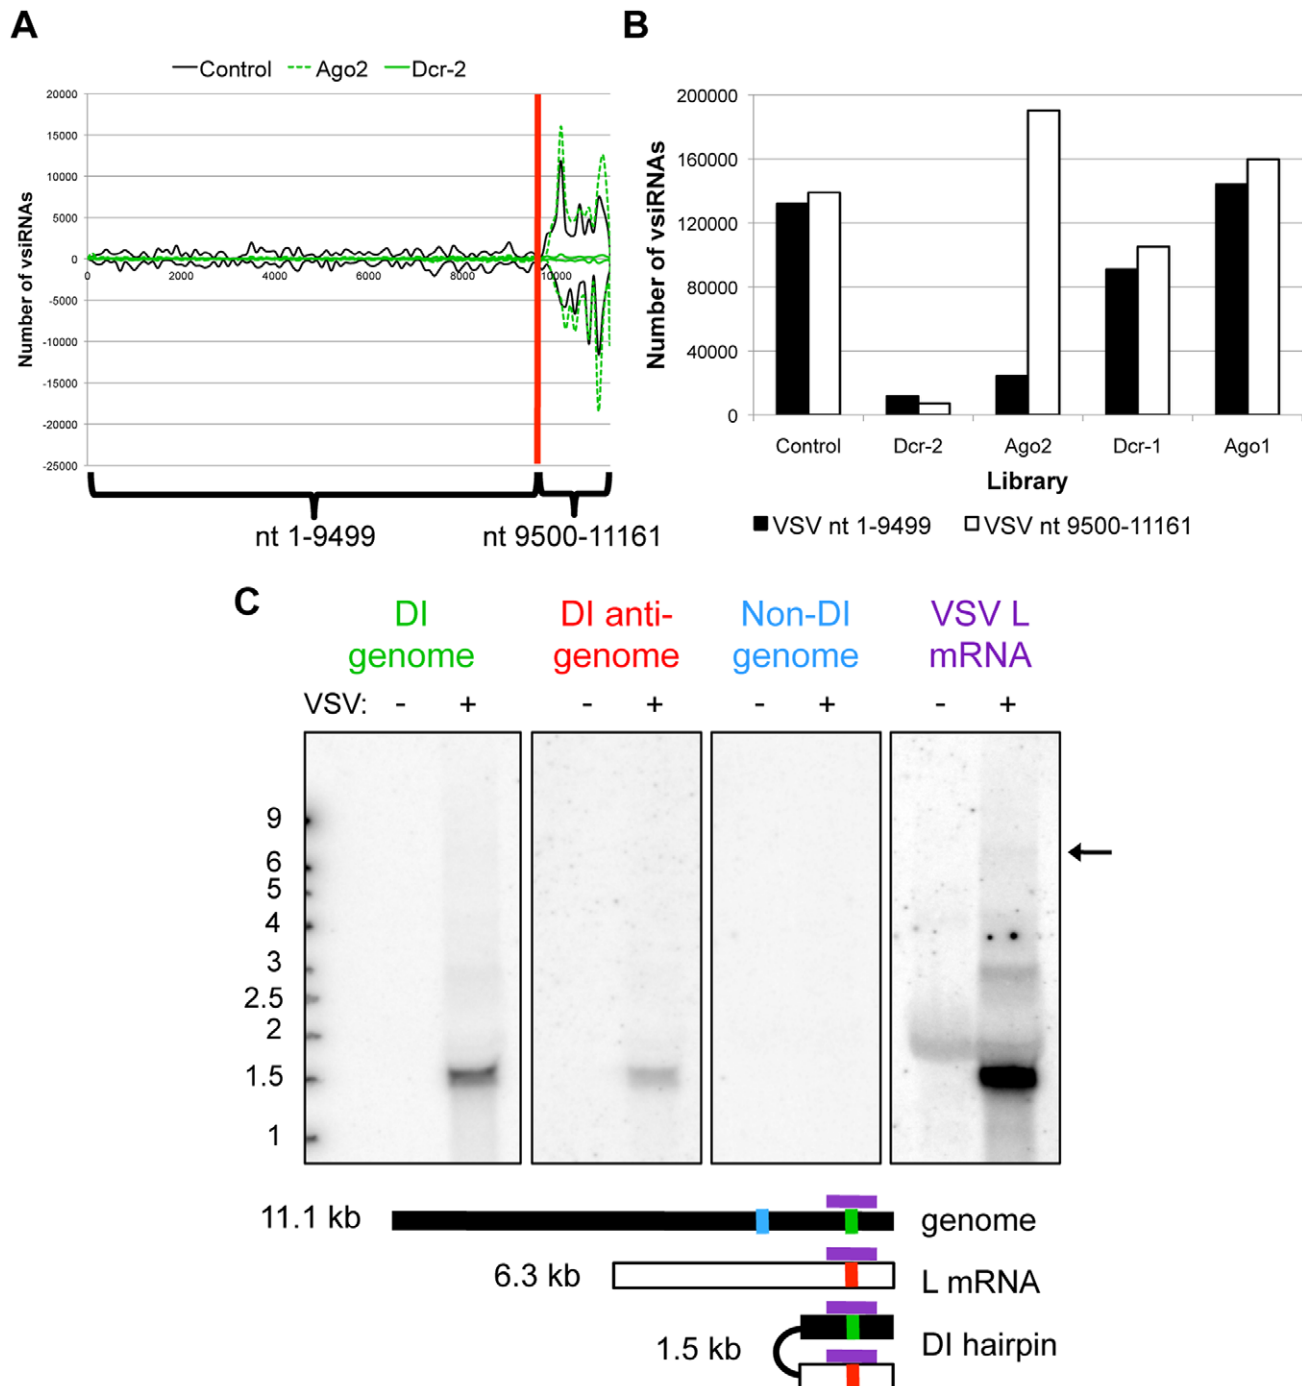 A
Control Ago2 Dcr-2
Number of vsiRNAs
20000
15000
10000
5000
0
-5000
-10000
-15000
-20000
-25000
0 2000 4000 6000 8000 10000
nt 1-9499 nt 9500-11161
B
Number of vsiRNAs
200000
160000
120000
80000
40000
0
Control Dcr-2 Ago2 Dcr-1 Ago1
Library
VSV nt 1-9499 VSV nt 9500-11161
C
DI genome
DI anti-genome
Non-DI genome
VSV L mRNA
VSV: - + - + - + - +
9
6
5
4
3
2.5
2
1.5
1
11.1 kb genome
6.3 kb L mRNA
1.5 kb DI hairpin